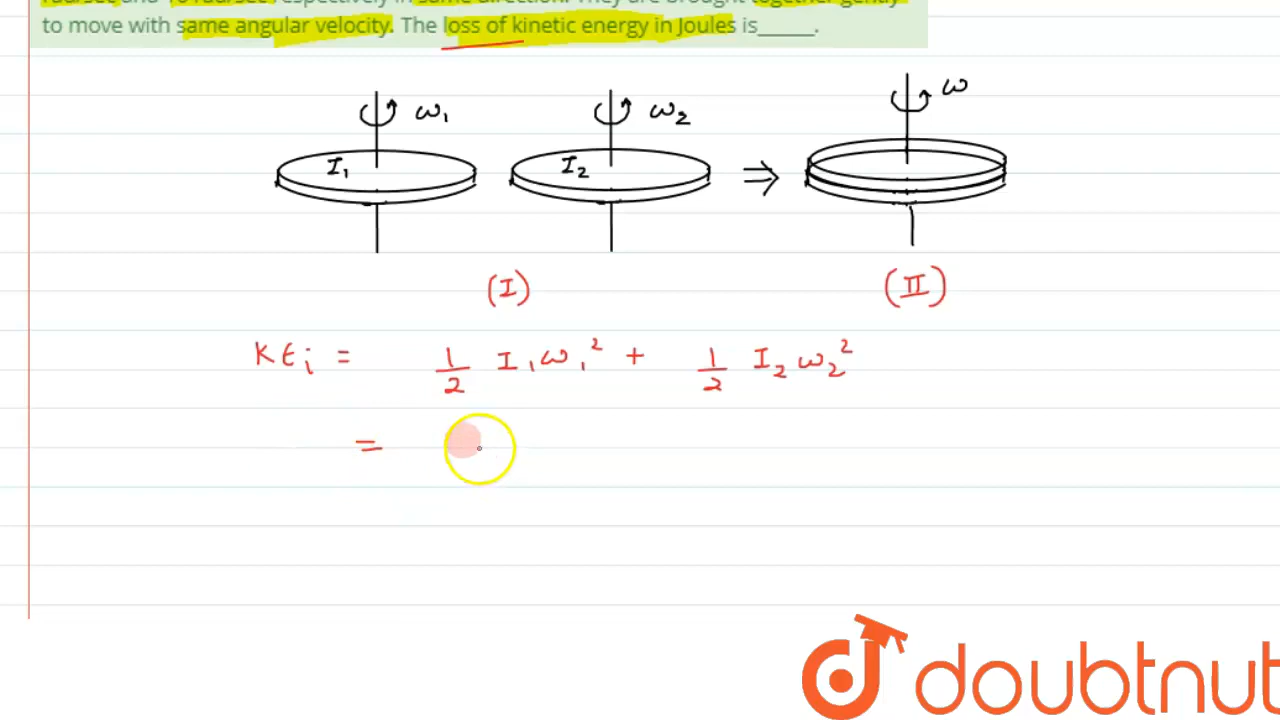 to move with same angular velocity. The loss of kinetic energy in Joules is______.
ω₁ ω₂ ω
I₁ I₂ ⇒
(I) (II)
KEᵢ = 1/2 I₁ω₁² + 1/2 I₂ω₂²
=
doubtnut